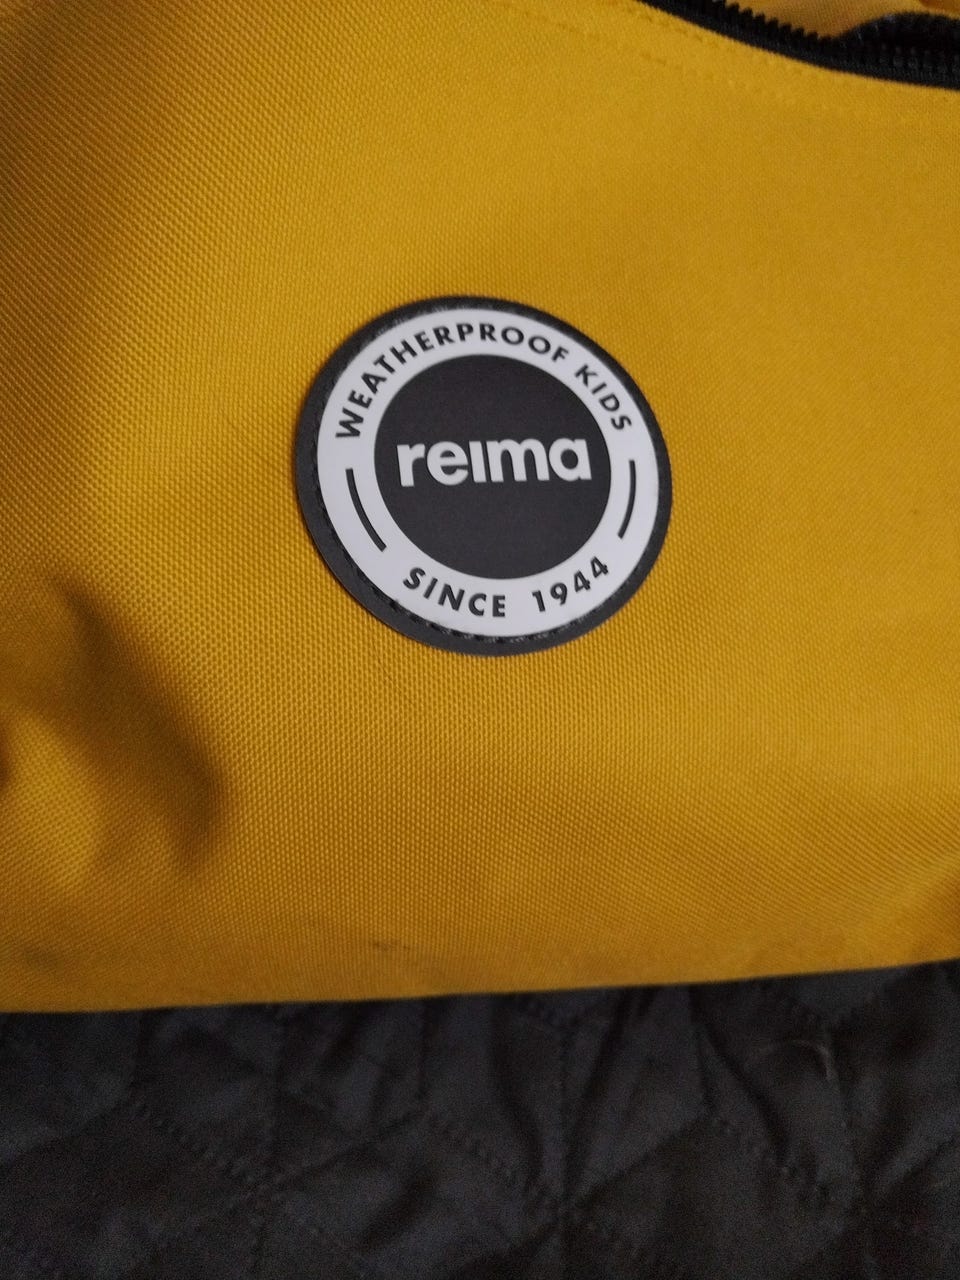 WEATHERPROOF KIDS
reima
SINCE 1944